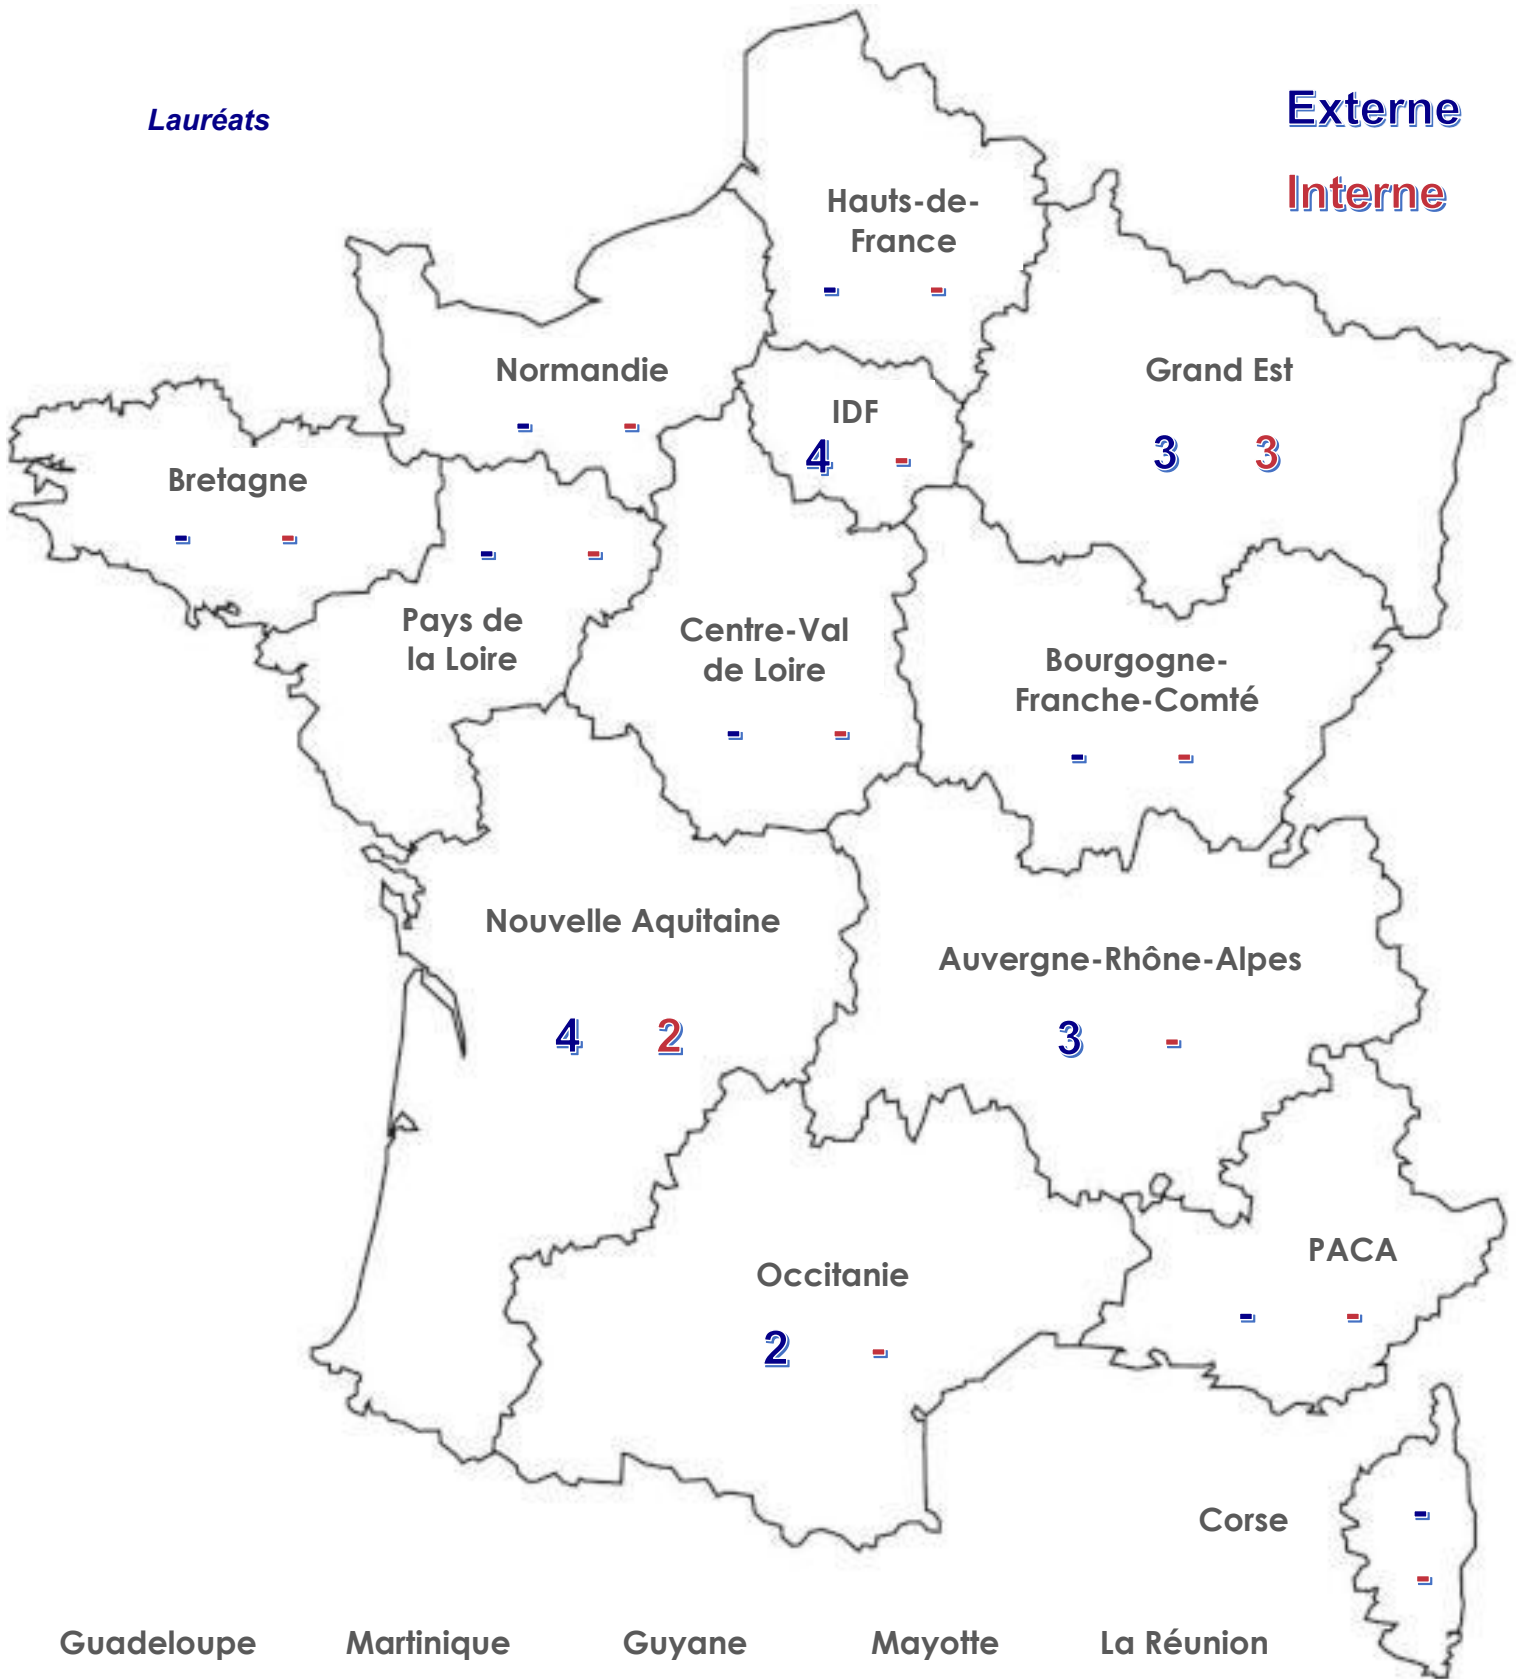 Lauréats
Externe
Interne
Hauts-de-
France
- -
Normandie
- -
IDF
4 -
Grand Est
3 3
Bretagne
- -
Pays de
la Loire
- -
Centre-Val
de Loire
- -
Bourgogne-
Franche-Comté
- -
Nouvelle Aquitaine
4 2
Auvergne-Rhône-Alpes
3 -
Occitanie
2 -
PACA
- -
Corse
-
-
Guadeloupe Martinique Guyane Mayotte La Réunion